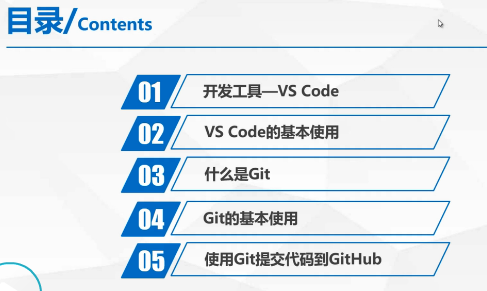 目录/Contents
01 开发工具—VS Code
02 VS Code的基本使用
03 什么是Git
04 Git的基本使用
05 使用Git提交代码到GitHub